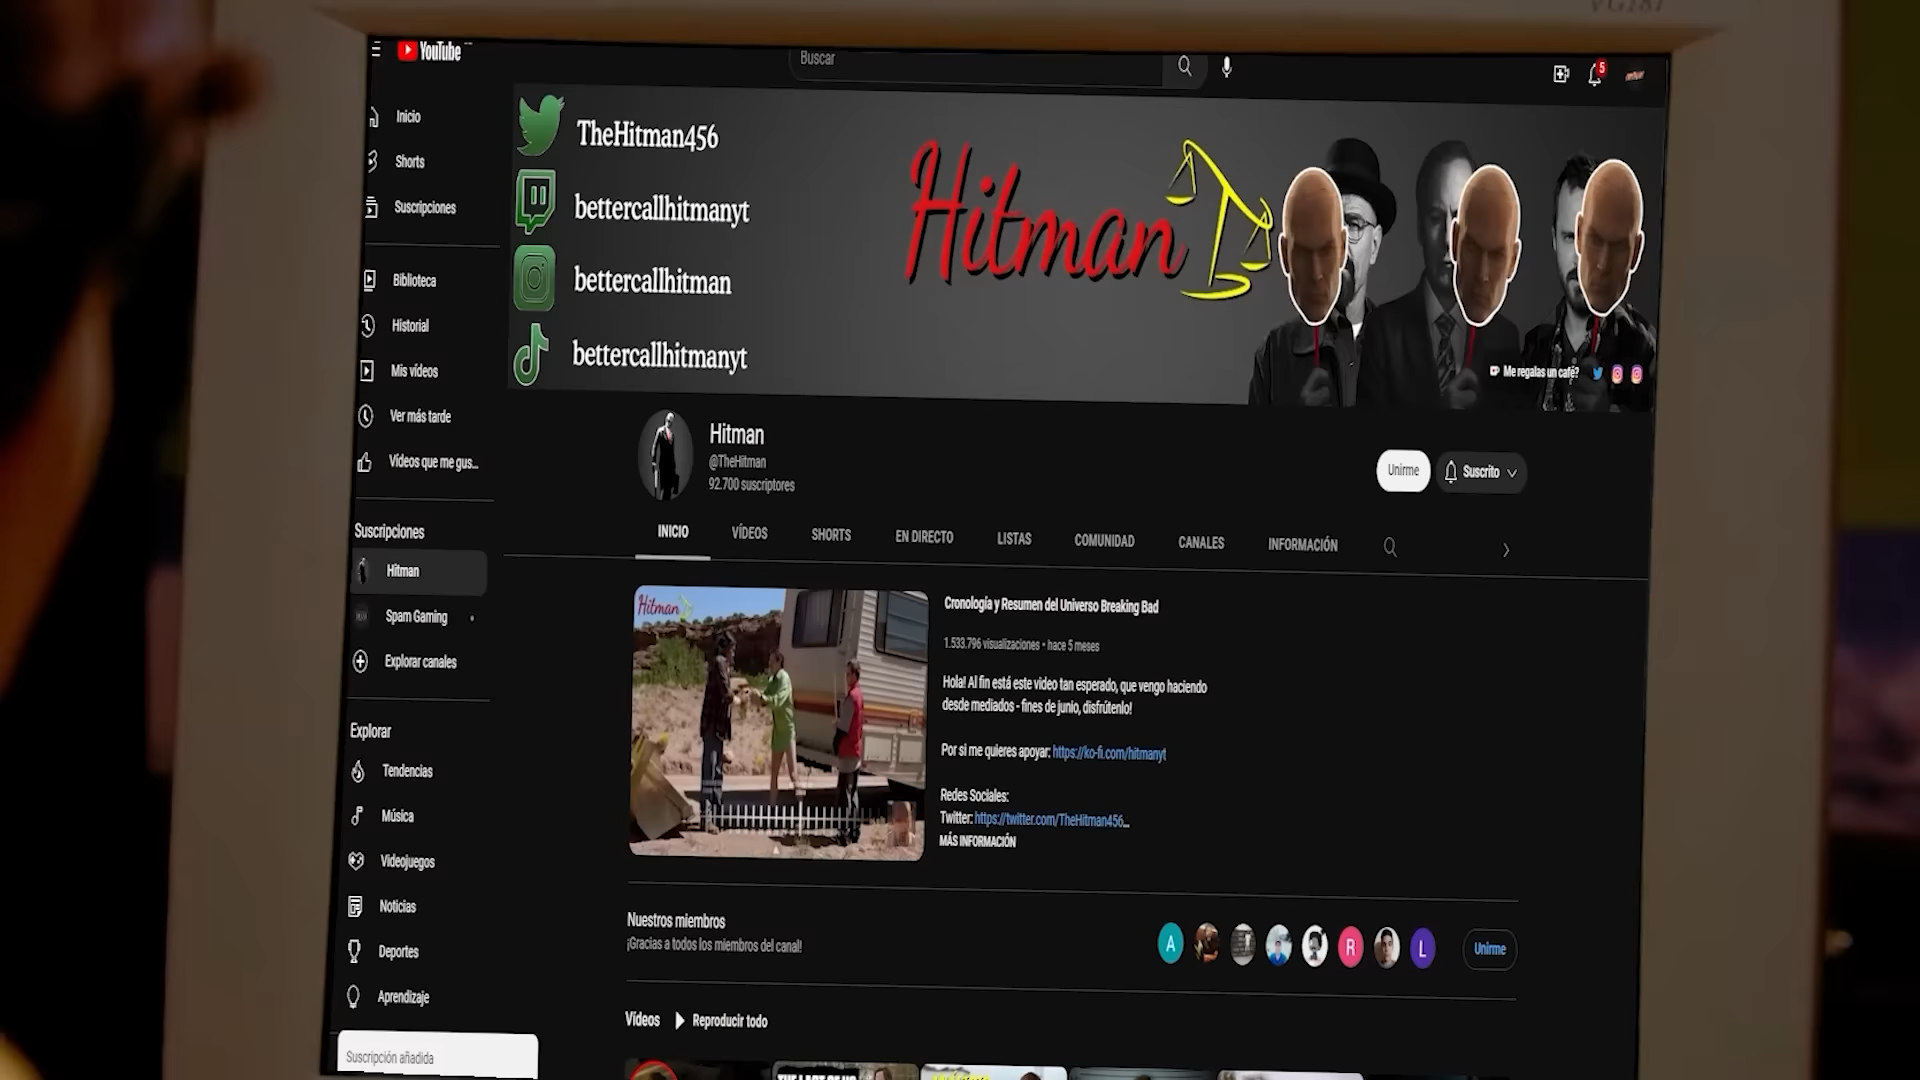 VG181
YouTube
Buscar
5
Inicio
Shorts
Suscripciones
Biblioteca
Historial
Mis vídeos
Ver más tarde
Vídeos que me gus...
Suscripciones
Hitman
Spam Gaming
Explorar canales
Explorar
Tendencias
Música
Videojuegos
Noticias
Deportes
Aprendizaje
Suscripción añadida
TheHitman456
bettercallhitmanyt
bettercallhitman
bettercallhitmanyt
Hitman
Me regalas un café?
Hitman
@TheHitman
92.700 suscriptores
Unirme
Suscrito
INICIO VÍDEOS SHORTS EN DIRECTO LISTAS COMUNIDAD CANALES INFORMACIÓN
Hitman
Cronología y Resumen del Universo Breaking Bad
1.533.796 visualizaciones • hace 5 meses
Hola! Al fin está este video tan esperado, que vengo haciendo
desde mediados - fines de junio, disfrútenlo!
Por si me quieres apoyar: https://ko-fi.com/hitmanyt
Redes Sociales:
Twitter: https://twitter.com/TheHitman456...
MÁS INFORMACIÓN
Nuestros miembros
¡Gracias a todos los miembros del canal!
A
R
L
Unirme
Vídeos
Reproducir todo
THE LAST OF US